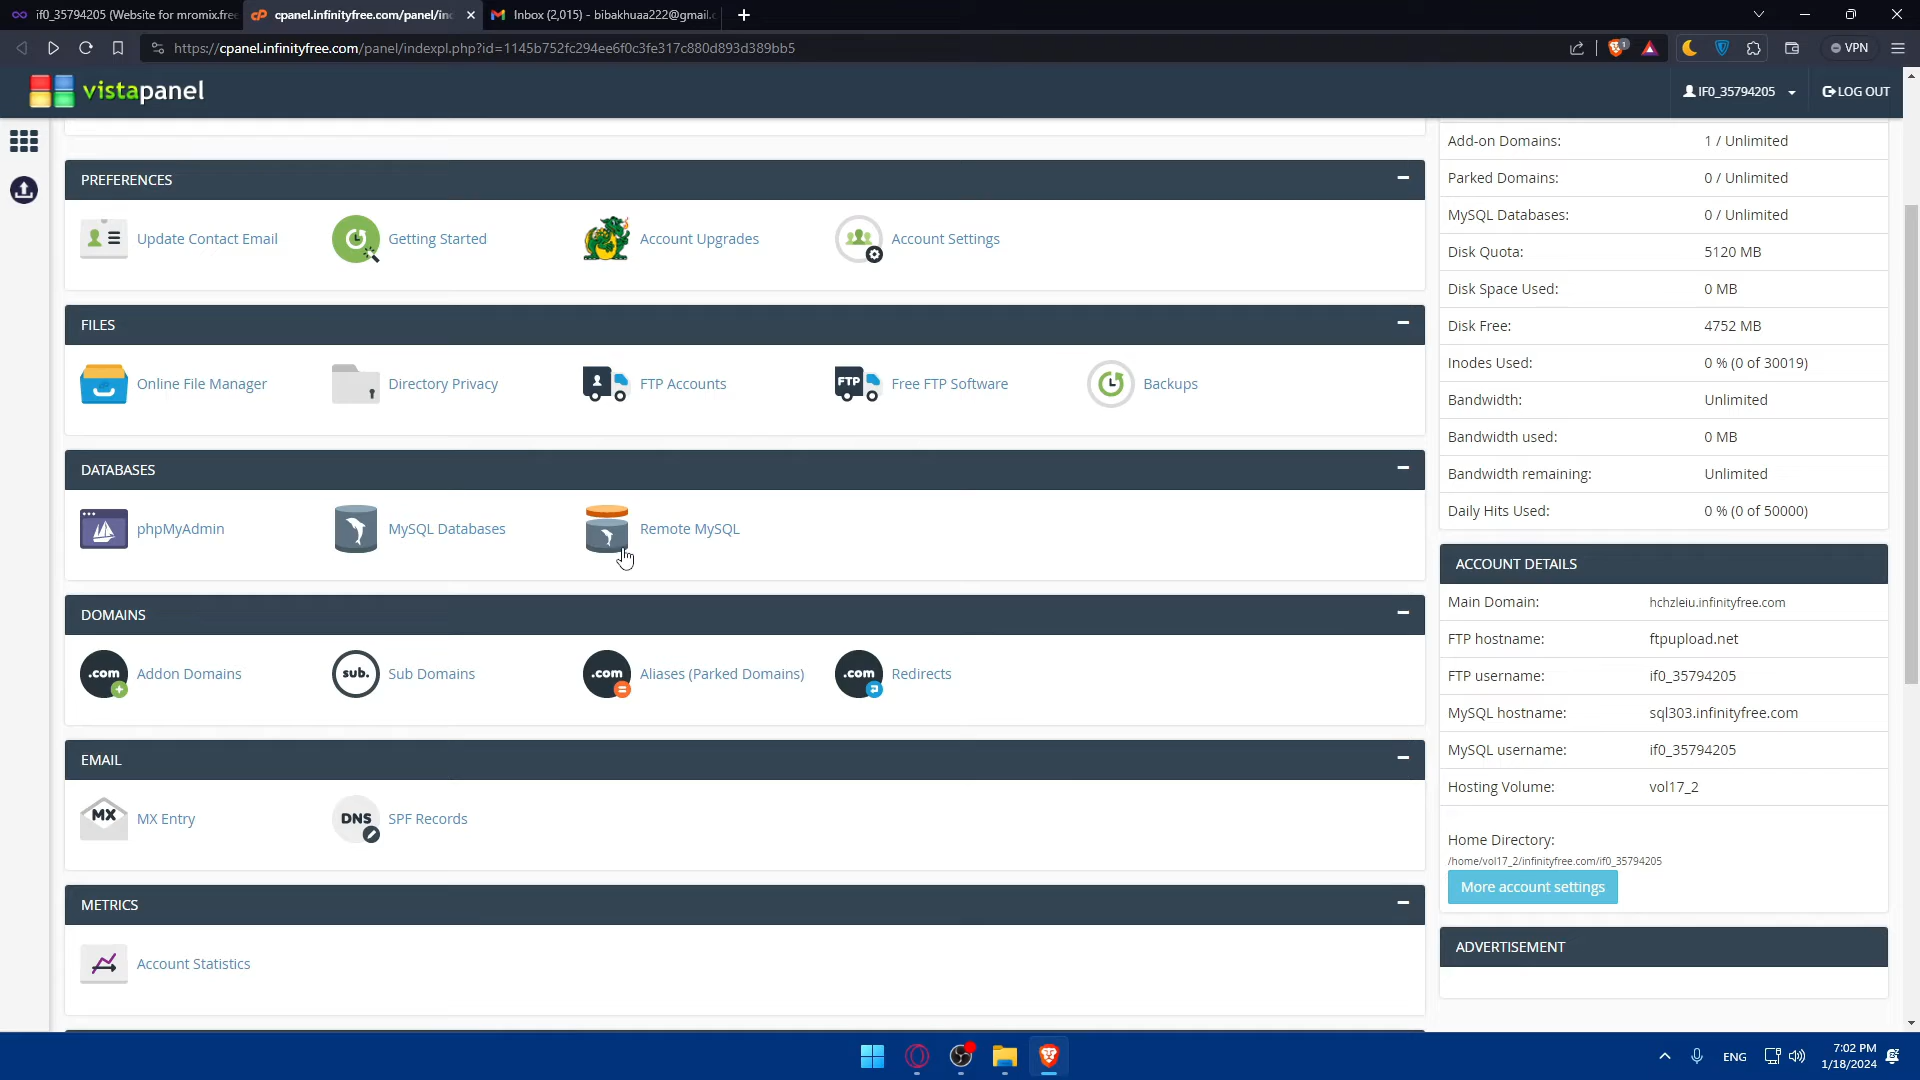 if0_35794205 (Website for mromix.free
cpanel.infinityfree.com/panel/in
Inbox (2,015) - bibakhuaa222@gmail.
https://cpanel.infinityfree.com/panel/indexpl.php?id=1145b752fc294ee6f0c3fe317c880d893d389bb5
VPN
vistapanel
IF0_35794205
LOG OUT
PREFERENCES
Update Contact Email
Getting Started
Account Upgrades
Account Settings
FILES
Online File Manager
Directory Privacy
FTP Accounts
FTP
Free FTP Software
Backups
DATABASES
phpMyAdmin
MySQL Databases
Remote MySQL
DOMAINS
.com
Addon Domains
sub.
Sub Domains
.com
Aliases (Parked Domains)
.com
Redirects
EMAIL
MX
MX Entry
DNS
SPF Records
METRICS
Account Statistics
Add-on Domains: 1 / Unlimited
Parked Domains: 0 / Unlimited
MySQL Databases: 0 / Unlimited
Disk Quota: 5120 MB
Disk Space Used: 0 MB
Disk Free: 4752 MB
Inodes Used: 0 % (0 of 30019)
Bandwidth: Unlimited
Bandwidth used: 0 MB
Bandwidth remaining: Unlimited
Daily Hits Used: 0 % (0 of 50000)
ACCOUNT DETAILS
Main Domain: hchzleiu.infinityfree.com
FTP hostname: ftpupload.net
FTP username: if0_35794205
MySQL hostname: sql303.infinityfree.com
MySQL username: if0_35794205
Hosting Volume: vol17_2
Home Directory:
/home/vol17_2/infinityfree.com/if0_35794205
More account settings
ADVERTISEMENT
ENG
7:02 PM
1/18/2024